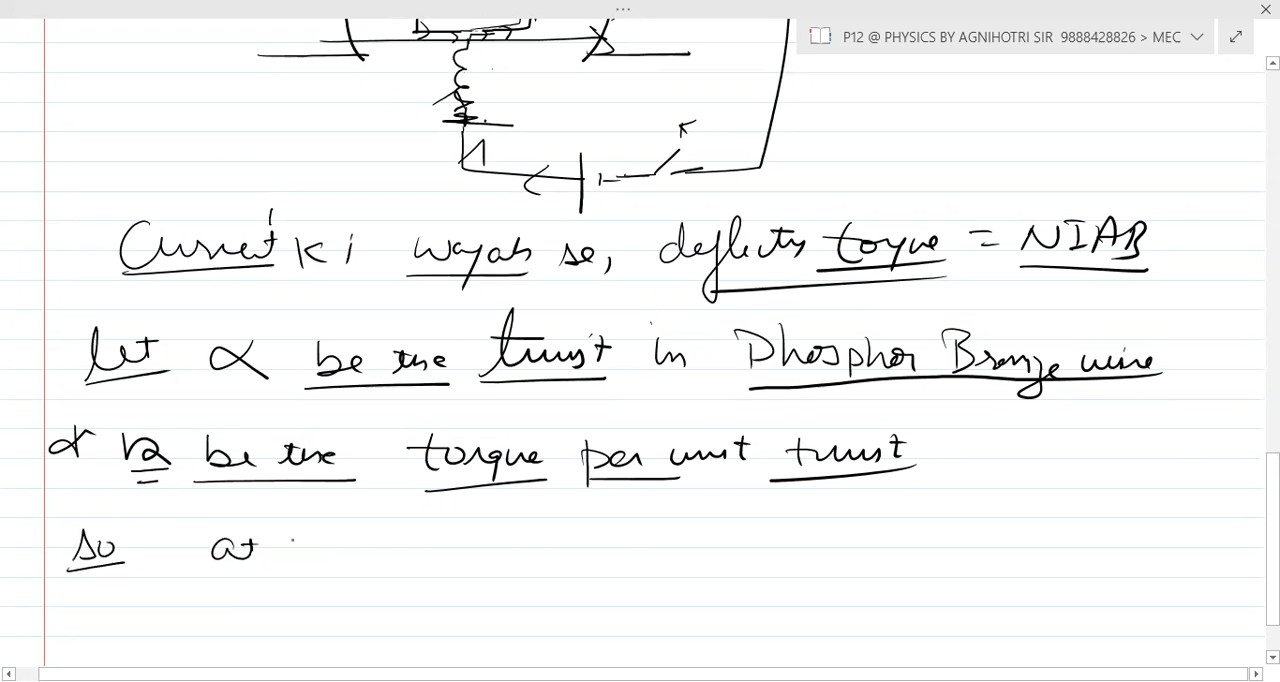 P12 @ PHYSICS BY AGNIHOTRI SIR 9888428826 > MEC
K
Current ki wajah se, deflectg torque = NIAB
let α be the twist in Phosphor Bronze wire
& k be the torque per unit twist
so at